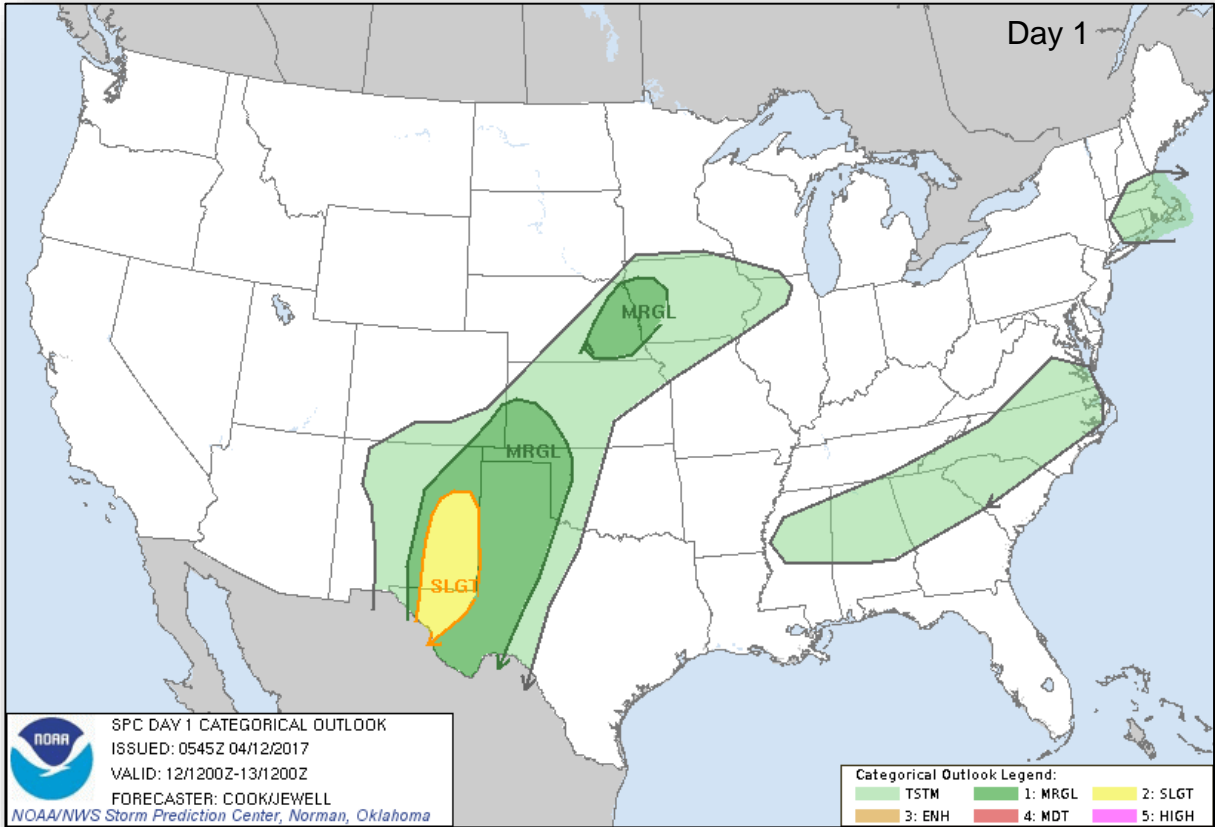 Day 1
MRGL
MRGL
SLGT
NOAA
SPC DAY 1 CATEGORICAL OUTLOOK
ISSUED: 0545Z 04/12/2017
VALID: 12/1200Z-13/1200Z
FORECASTER: COOK/JEWELL
NOAA/NWS Storm Prediction Center, Norman, Oklahoma
Categorical Outlook Legend:
TSTM 1: MRGL 2: SLGT
3: ENH 4: MDT 5: HIGH